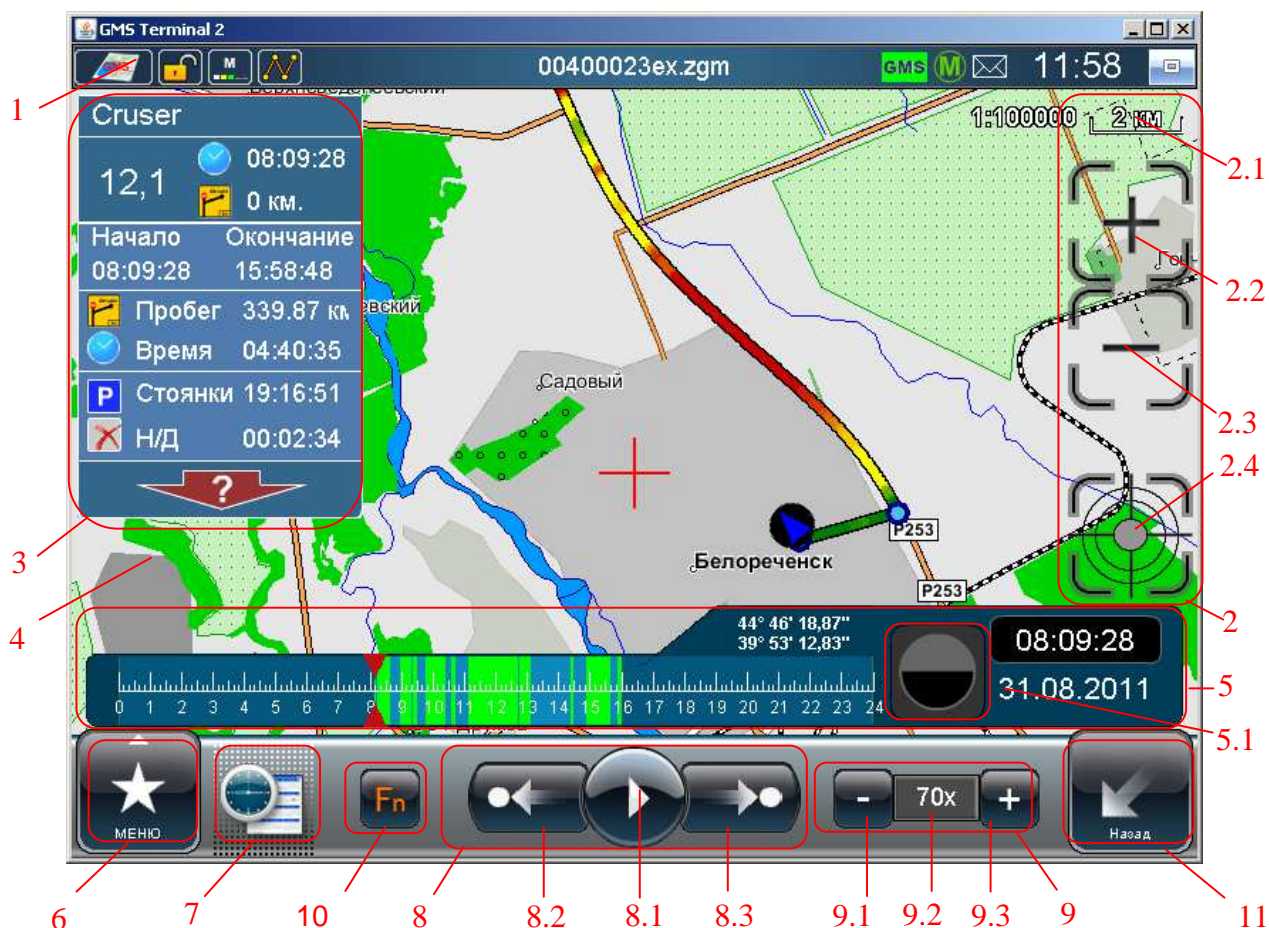 GMS Terminal 2
GMS
M
00400023ex.zgm
GMS
M
11:58
1
Cruser
12,1
08:09:28
0 км.
Начало Окончание
08:09:28 15:58:48
Пробег 339.87 км
Время 04:40:35
P Стоянки 19:16:51
Н/Д 00:02:34
?
1:100000 2 км
2.1
2.2
2.3
2.4
2
Садовый
P253
Белореченск
P253
3
4
44° 46' 18,87"
39° 53' 12,83"
08:09:28
31.08.2011
5
5.1
0 1 2 3 4 5 6 7 8 9 10 11 12 13 14 15 16 17 18 19 20 21 22 23 24
МЕНЮ
Fn
- 70x +
Назад
6 7 10 8 8.2 8.1 8.3 9.1 9.2 9.3 9 11